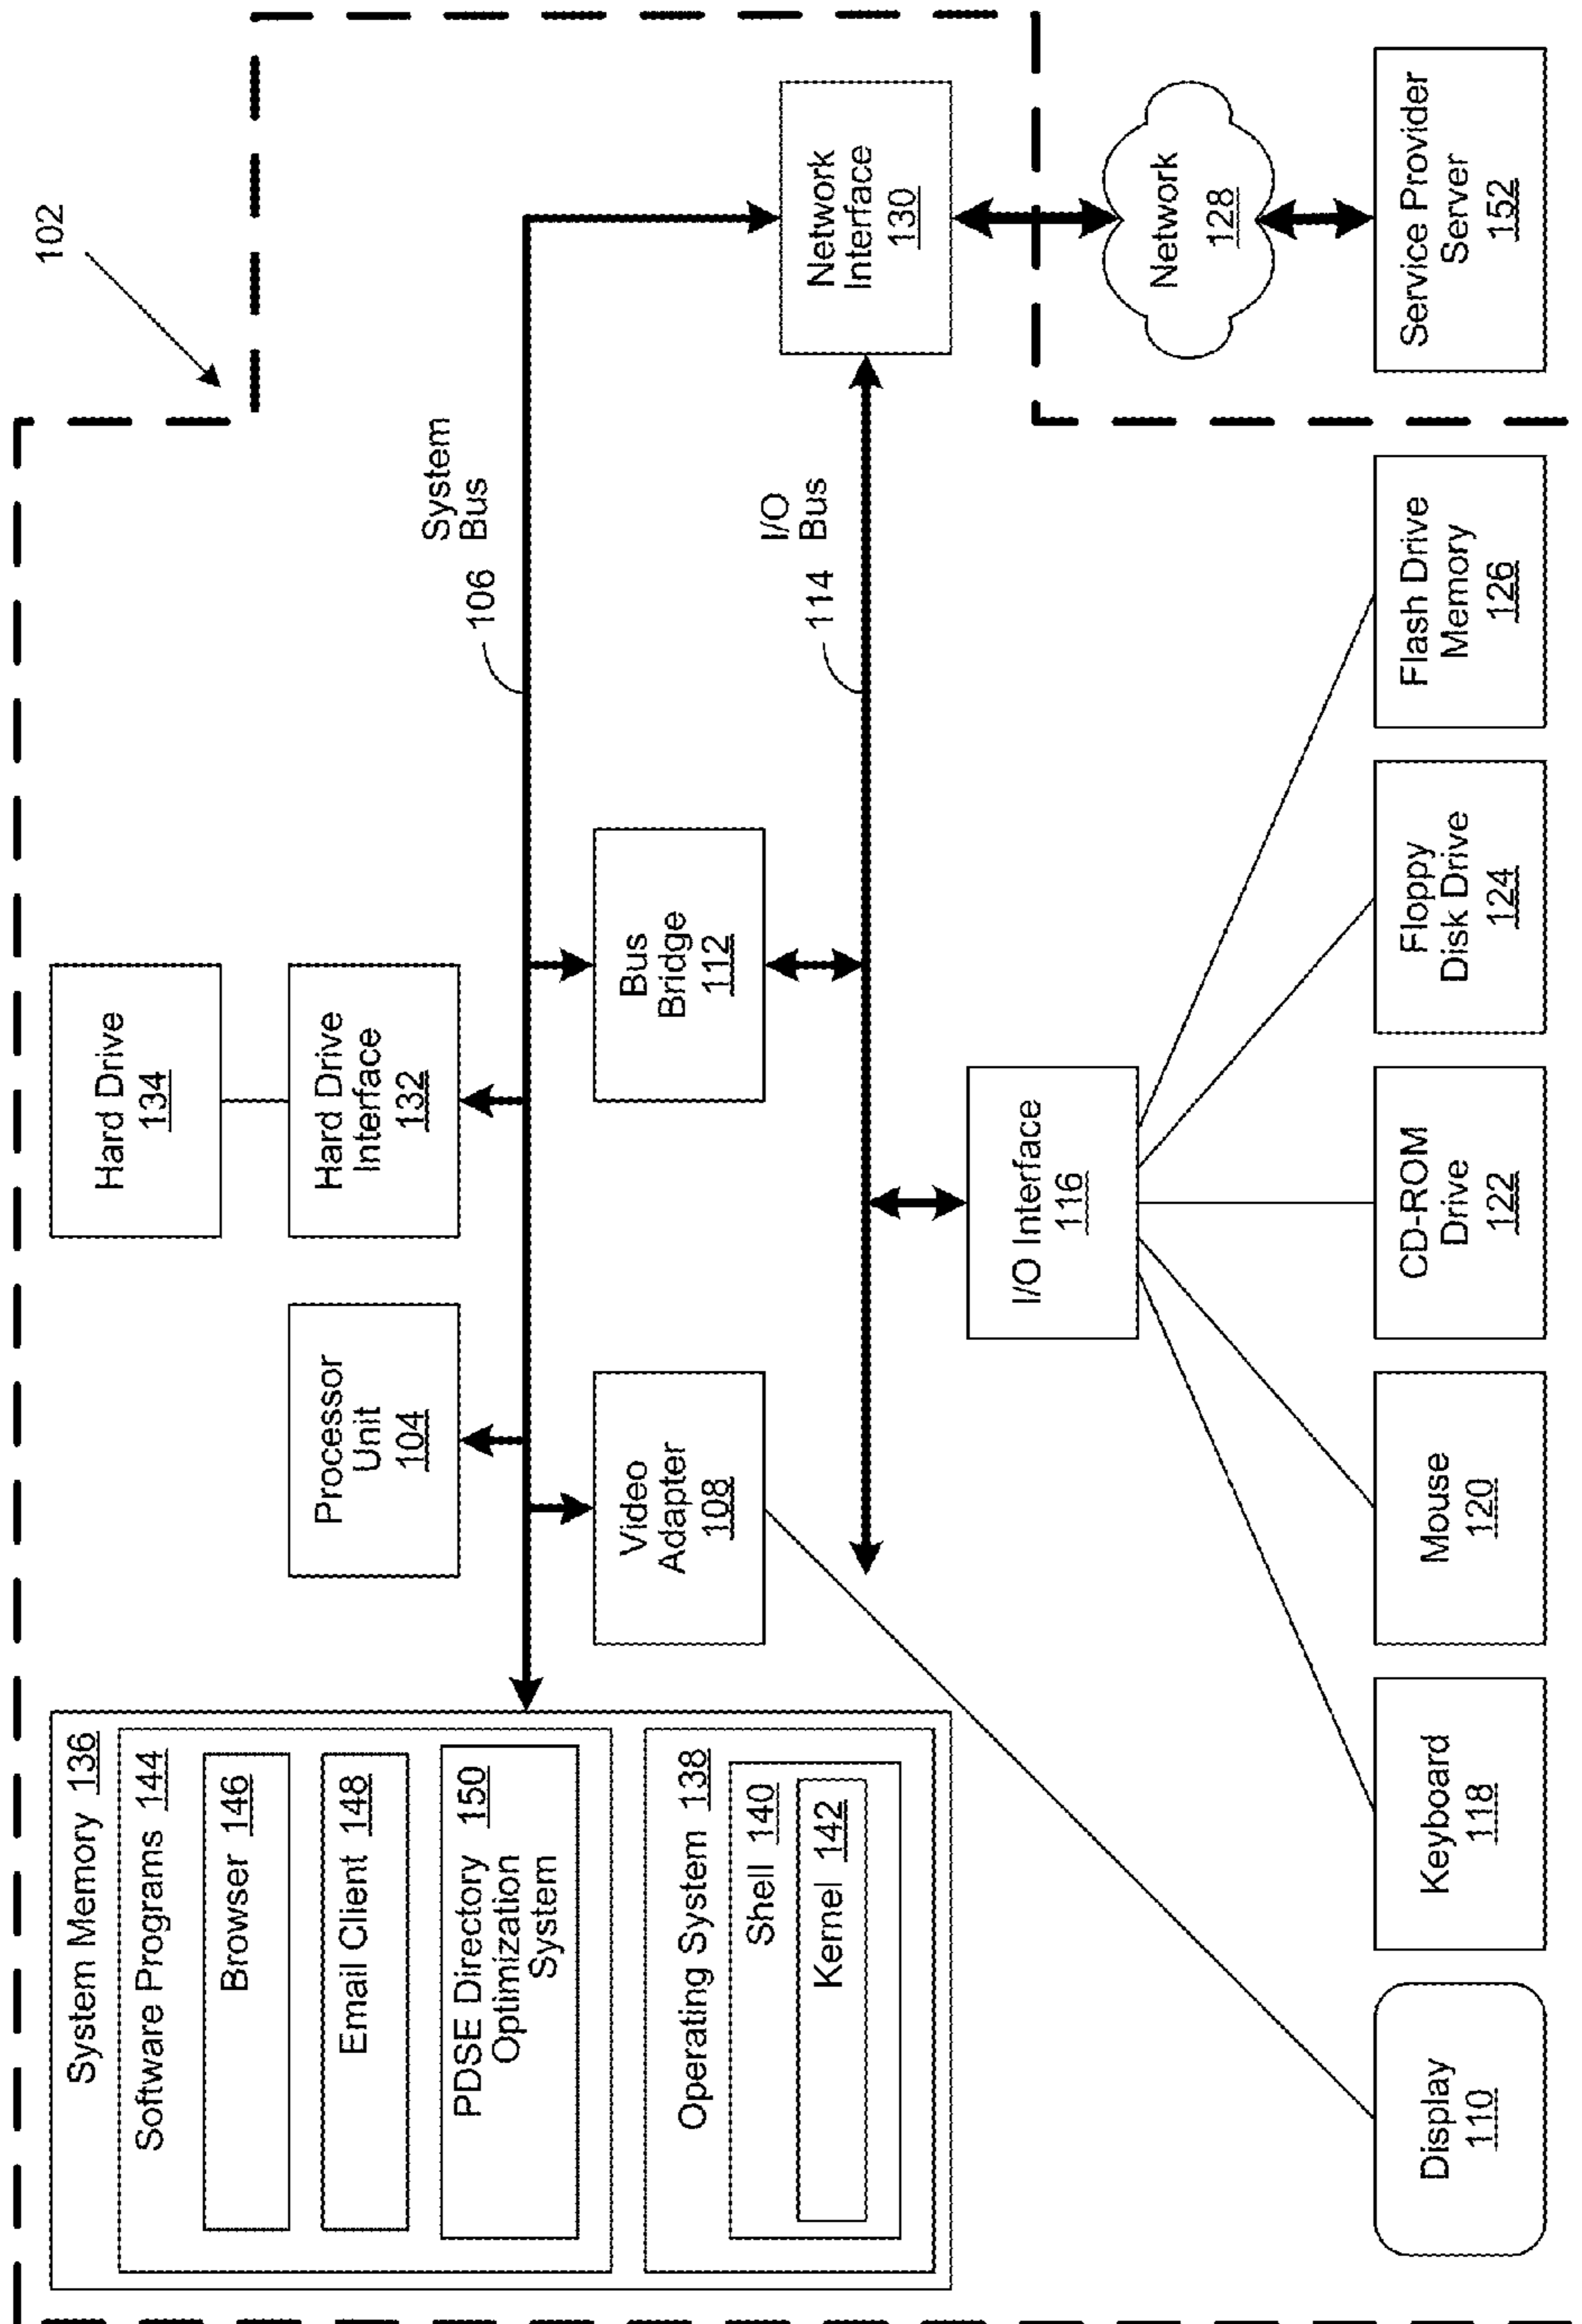 102
System Memory 136
Software Programs 144
Browser 146
Email Client 148
PDSE Directory 150
Optimization
System
Operating System 138
Shell 140
Kernel 142
Processor
Unit
104
Hard Drive
134
Hard Drive
Interface
132
System
106 Bus
Video
Adapter
108
Bus
Bridge
112
I/O
114 Bus
Network
Interface
130
I/O Interface
116
Network
128
Display
110
Keyboard
118
Mouse
120
CD-ROM
Drive
122
Floppy
Disk Drive
124
Flash Drive
Memory
126
Service Provider
Server
152